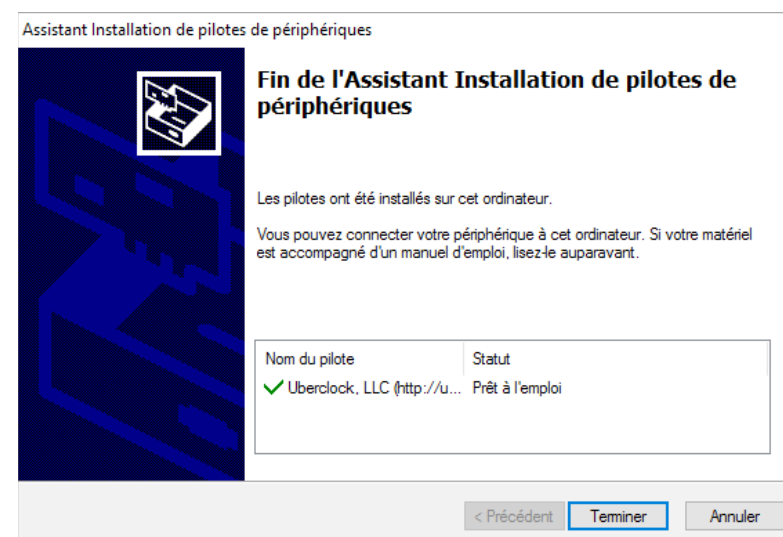 Assistant Installation de pilotes de périphériques
Fin de l'Assistant Installation de pilotes de
périphériques
Les pilotes ont été installés sur cet ordinateur.
Vous pouvez connecter votre périphérique à cet ordinateur. Si votre matériel
est accompagné d'un manuel d'emploi, lisez-le auparavant.
Nom du pilote Statut
Uberclock, LLC (http://u... Prêt à l'emploi
< Précédent Terminer Annuler